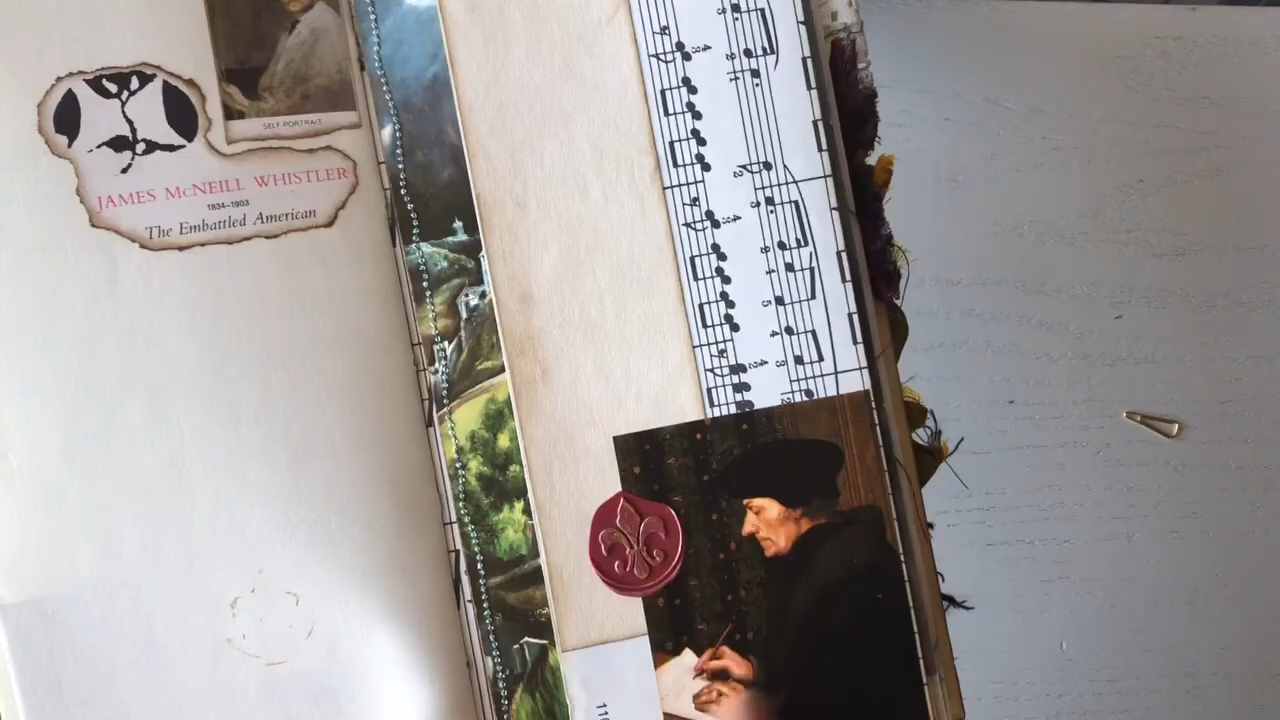 SELF PORTRAIT
JAMES McNEILL WHISTLER
1834–1903
The Embattled American